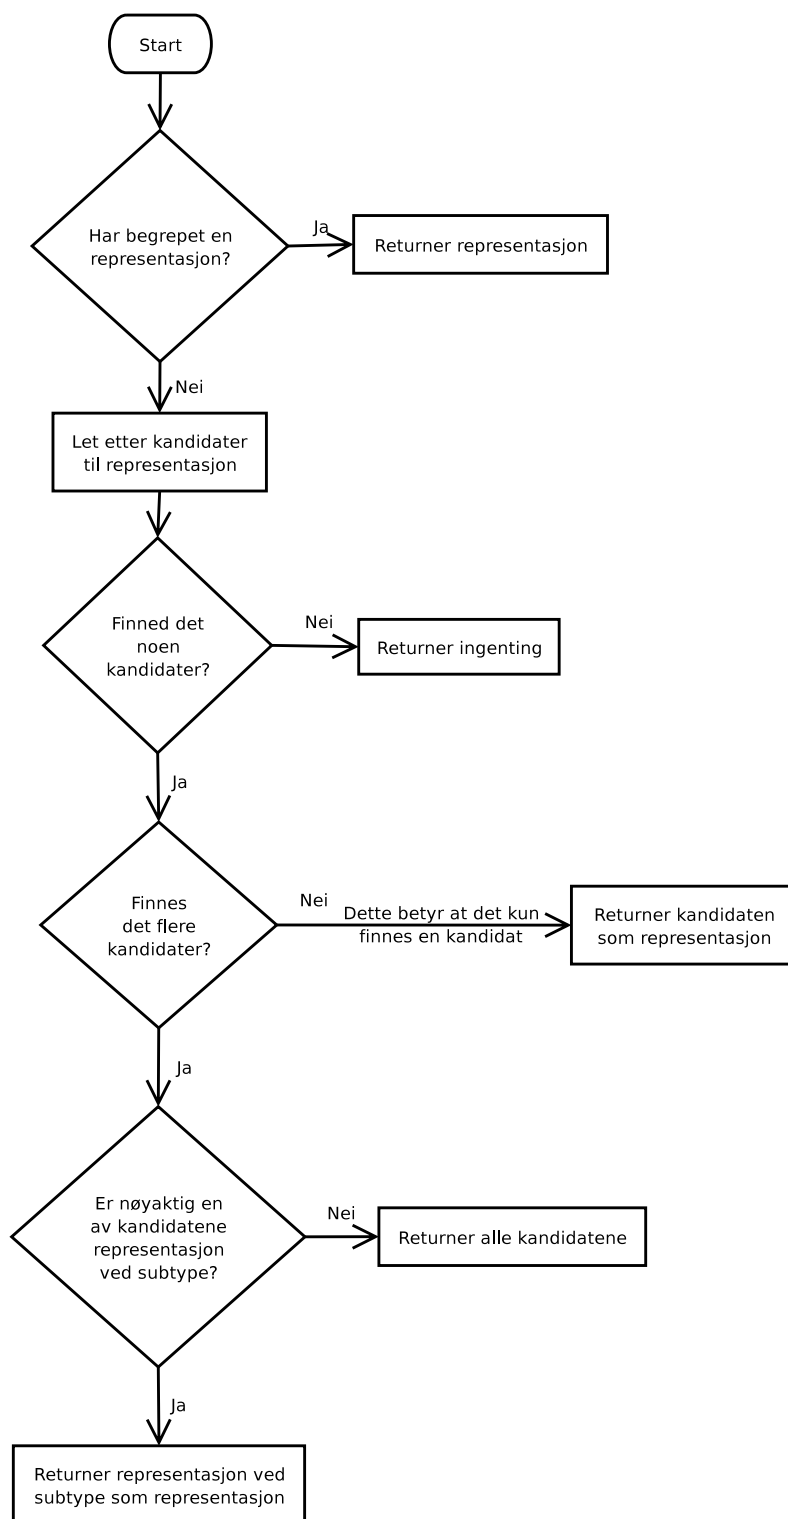 Start
Har begrepet en
representasjon?
Ja
Returner representasjon
Nei
Let etter kandidater
til representasjon
Finned det
noen
kandidater?
Nei
Returner ingenting
Ja
Finnes
det flere
kandidater?
Nei
Dette betyr at det kun
finnes en kandidat
Returner kandidaten
som representasjon
Ja
Er nøyaktig en
av kandidatene
representasjon
ved subtype?
Nei
Returner alle kandidatene
Ja
Returner representasjon ved
subtype som representasjon